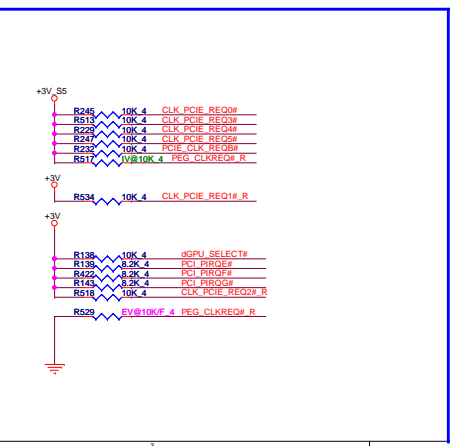 +3V_S5
R245 10K_4 CLK_PCIE_REQ0#
R513 10K_4 CLK_PCIE_REQ3#
R229 10K_4 CLK_PCIE_REQ4#
R247 10K_4 CLK_PCIE_REQ5#
R232 10K_4 PCIE_CLK_REQB#
R517 IV@10K_4 PEG_CLKREQ#_R
+3V
R534 10K_4 CLK_PCIE_REQ1#_R
+3V
R138 10K_4 dGPU_SELECT#
R139 8.2K_4 PCI_PIRQE#
R422 8.2K_4 PCI_PIRQF#
R143 8.2K_4 PCI_PIRQG#
R518 10K_4 CLK_PCIE_REQ2#_R
R529 EV@10K/F_4 PEG_CLKREQ#_R